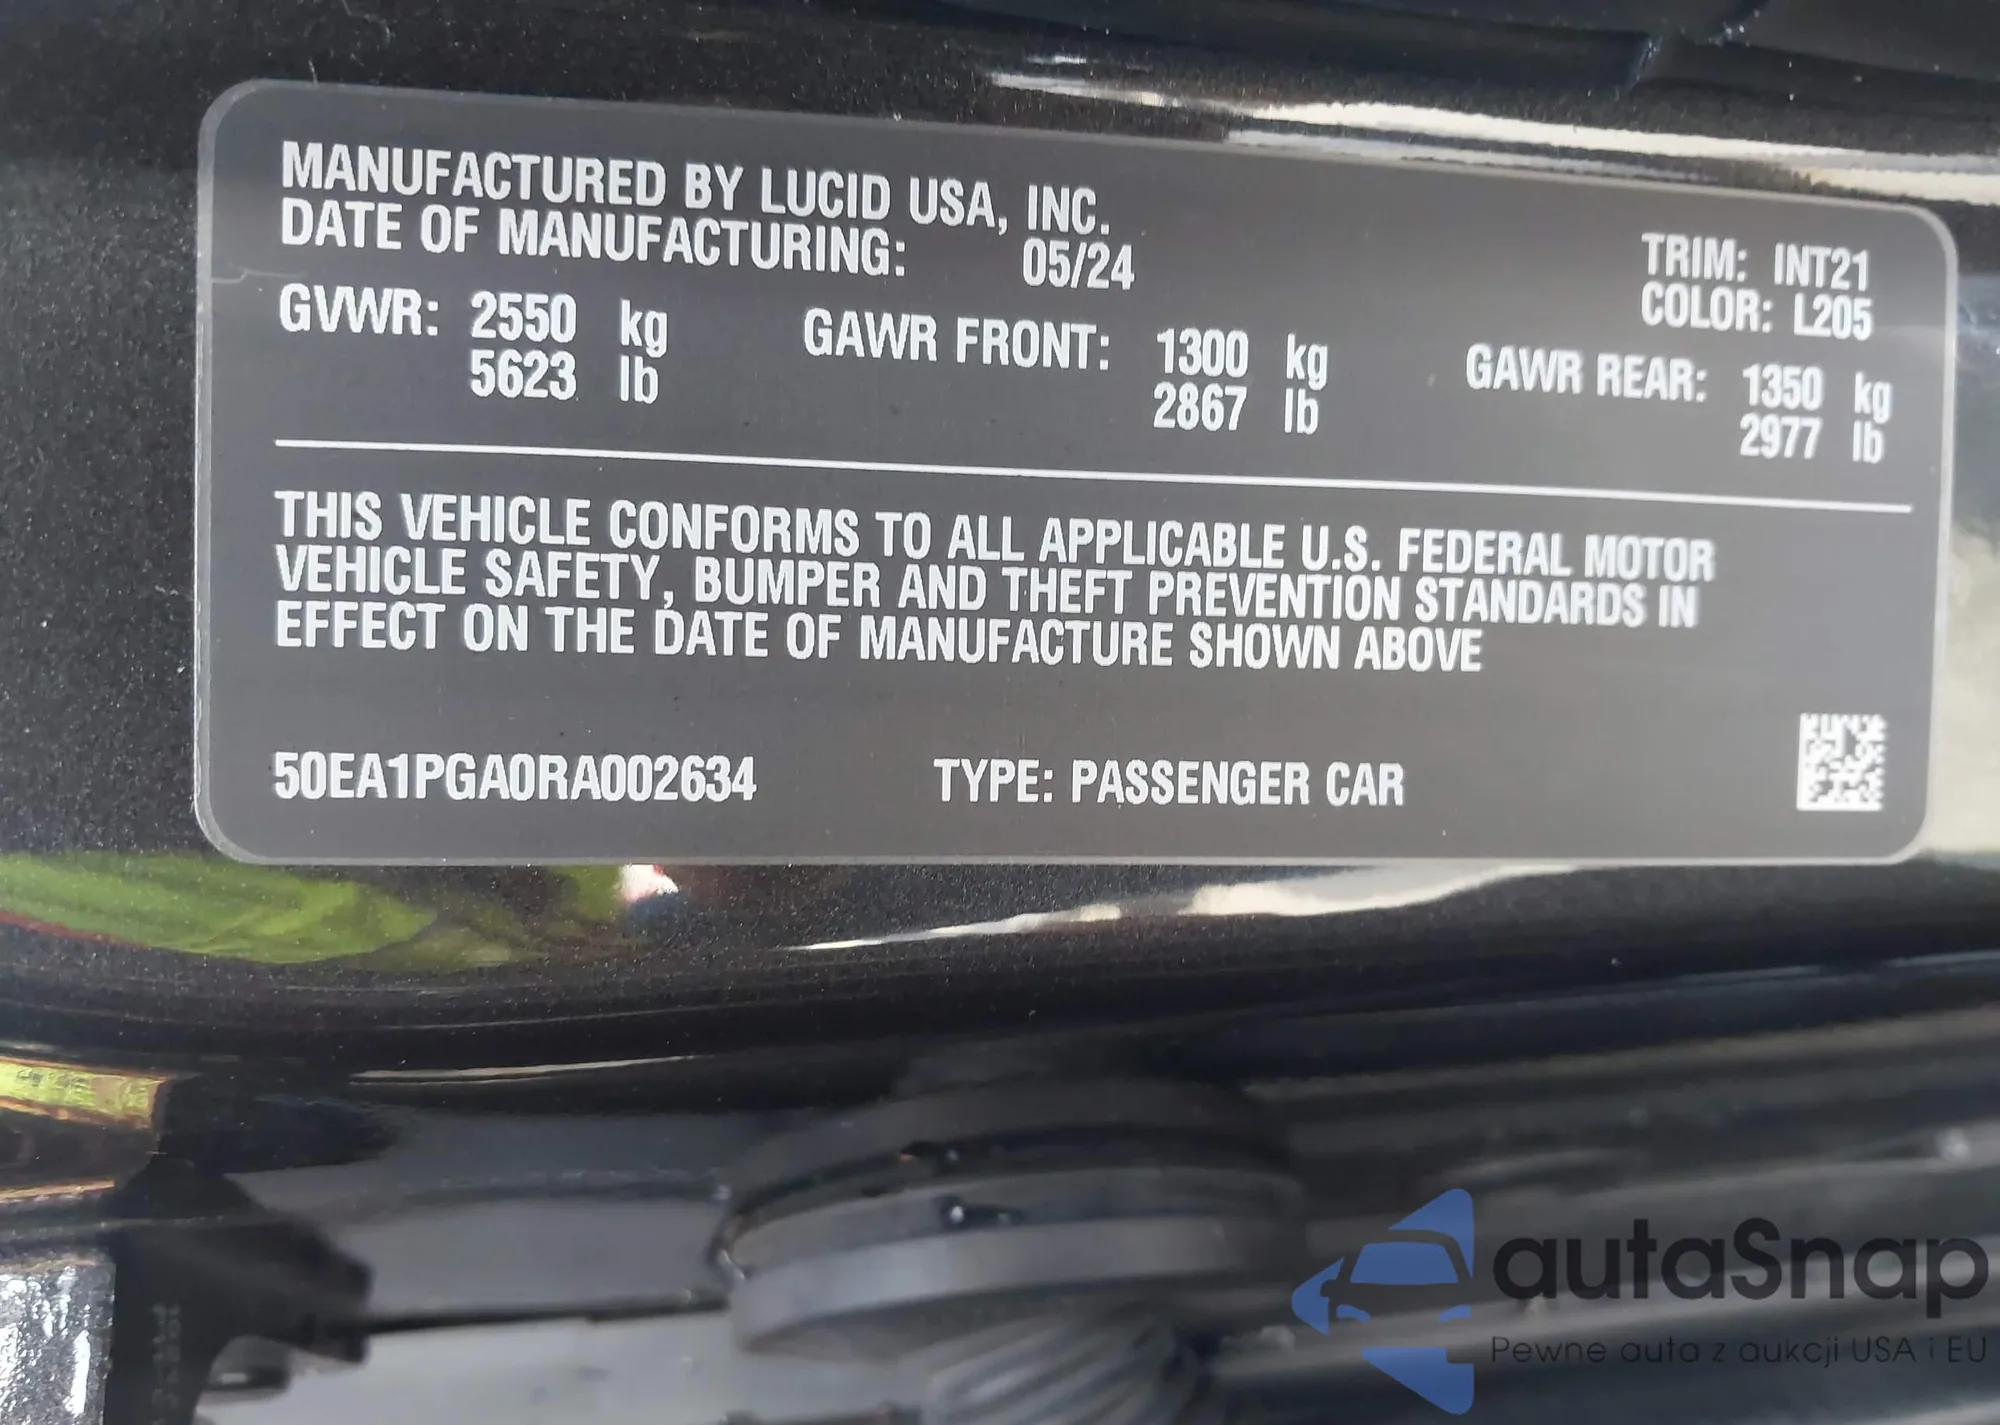 MANUFACTURED BY LUCID USA, INC.
DATE OF MANUFACTURING: 05/24
TRIM: INT21
COLOR: L205
GVWR: 2550 kg
5623 lb
GAWR FRONT: 1300 kg
2867 lb
GAWR REAR: 1350 kg
2977 lb
THIS VEHICLE CONFORMS TO ALL APPLICABLE U.S. FEDERAL MOTOR
VEHICLE SAFETY, BUMPER AND THEFT PREVENTION STANDARDS IN
EFFECT ON THE DATE OF MANUFACTURE SHOWN ABOVE
50EA1PGA0RA002634 TYPE: PASSENGER CAR
autaSnap
Pewne auta z aukcji USA i EU